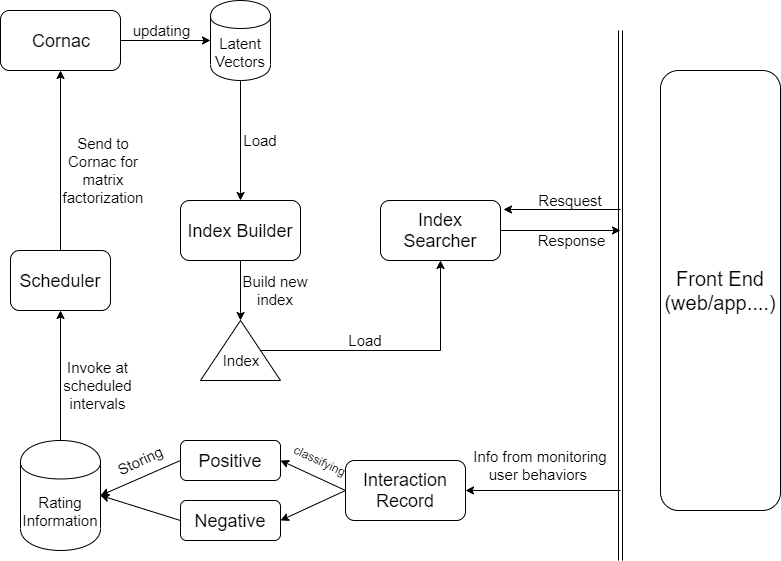 Cornac
updating
Latent
Vectors
Send to
Cornac for
matrix
factorization
Load
Index Builder
Index
Searcher
Resquest
Response
Scheduler
Build new
index
Front End
(web/app....)
Index
Load
Invoke at
scheduled
intervals
Rating
Information
Storing
Positive
Negative
classifying
Interaction
Record
Info from monitoring
user behaviors